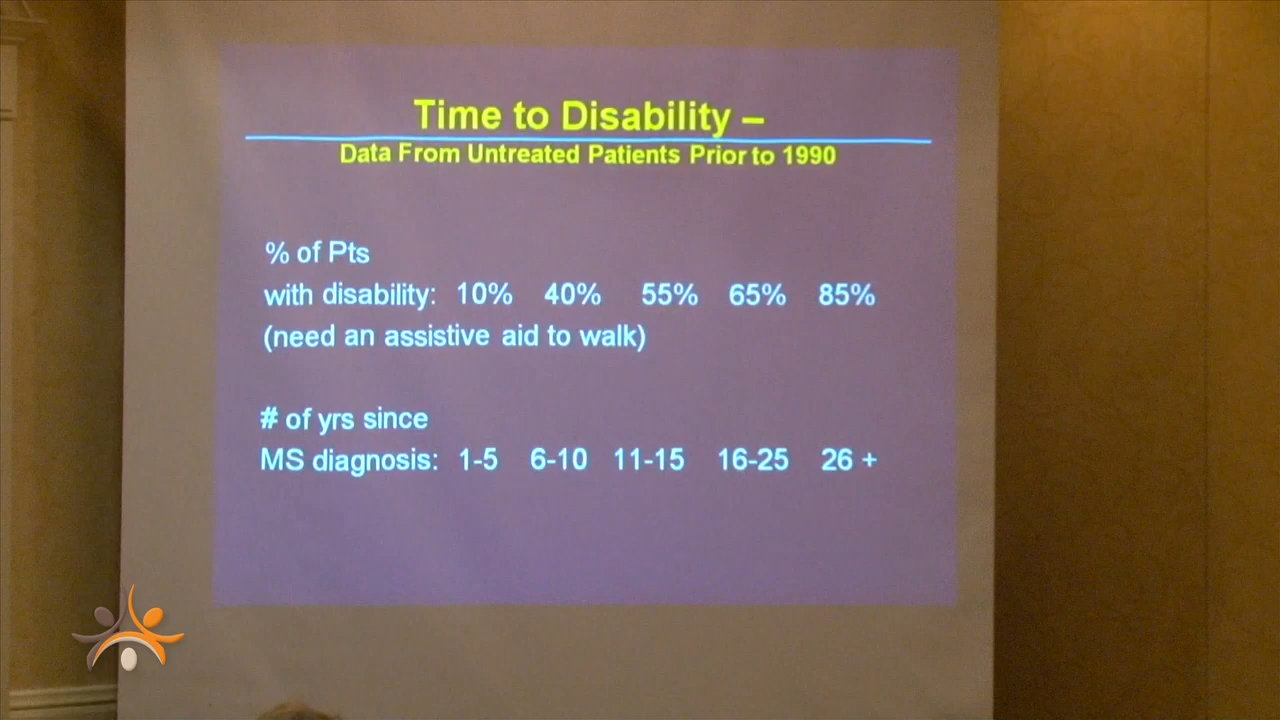 Time to Disability –
Data From Untreated Patients Prior to 1990
% of Pts
with disability: 10% 40% 55% 65% 85%
(need an assistive aid to walk)
# of yrs since
MS diagnosis: 1-5 6-10 11-15 16-25 26 +